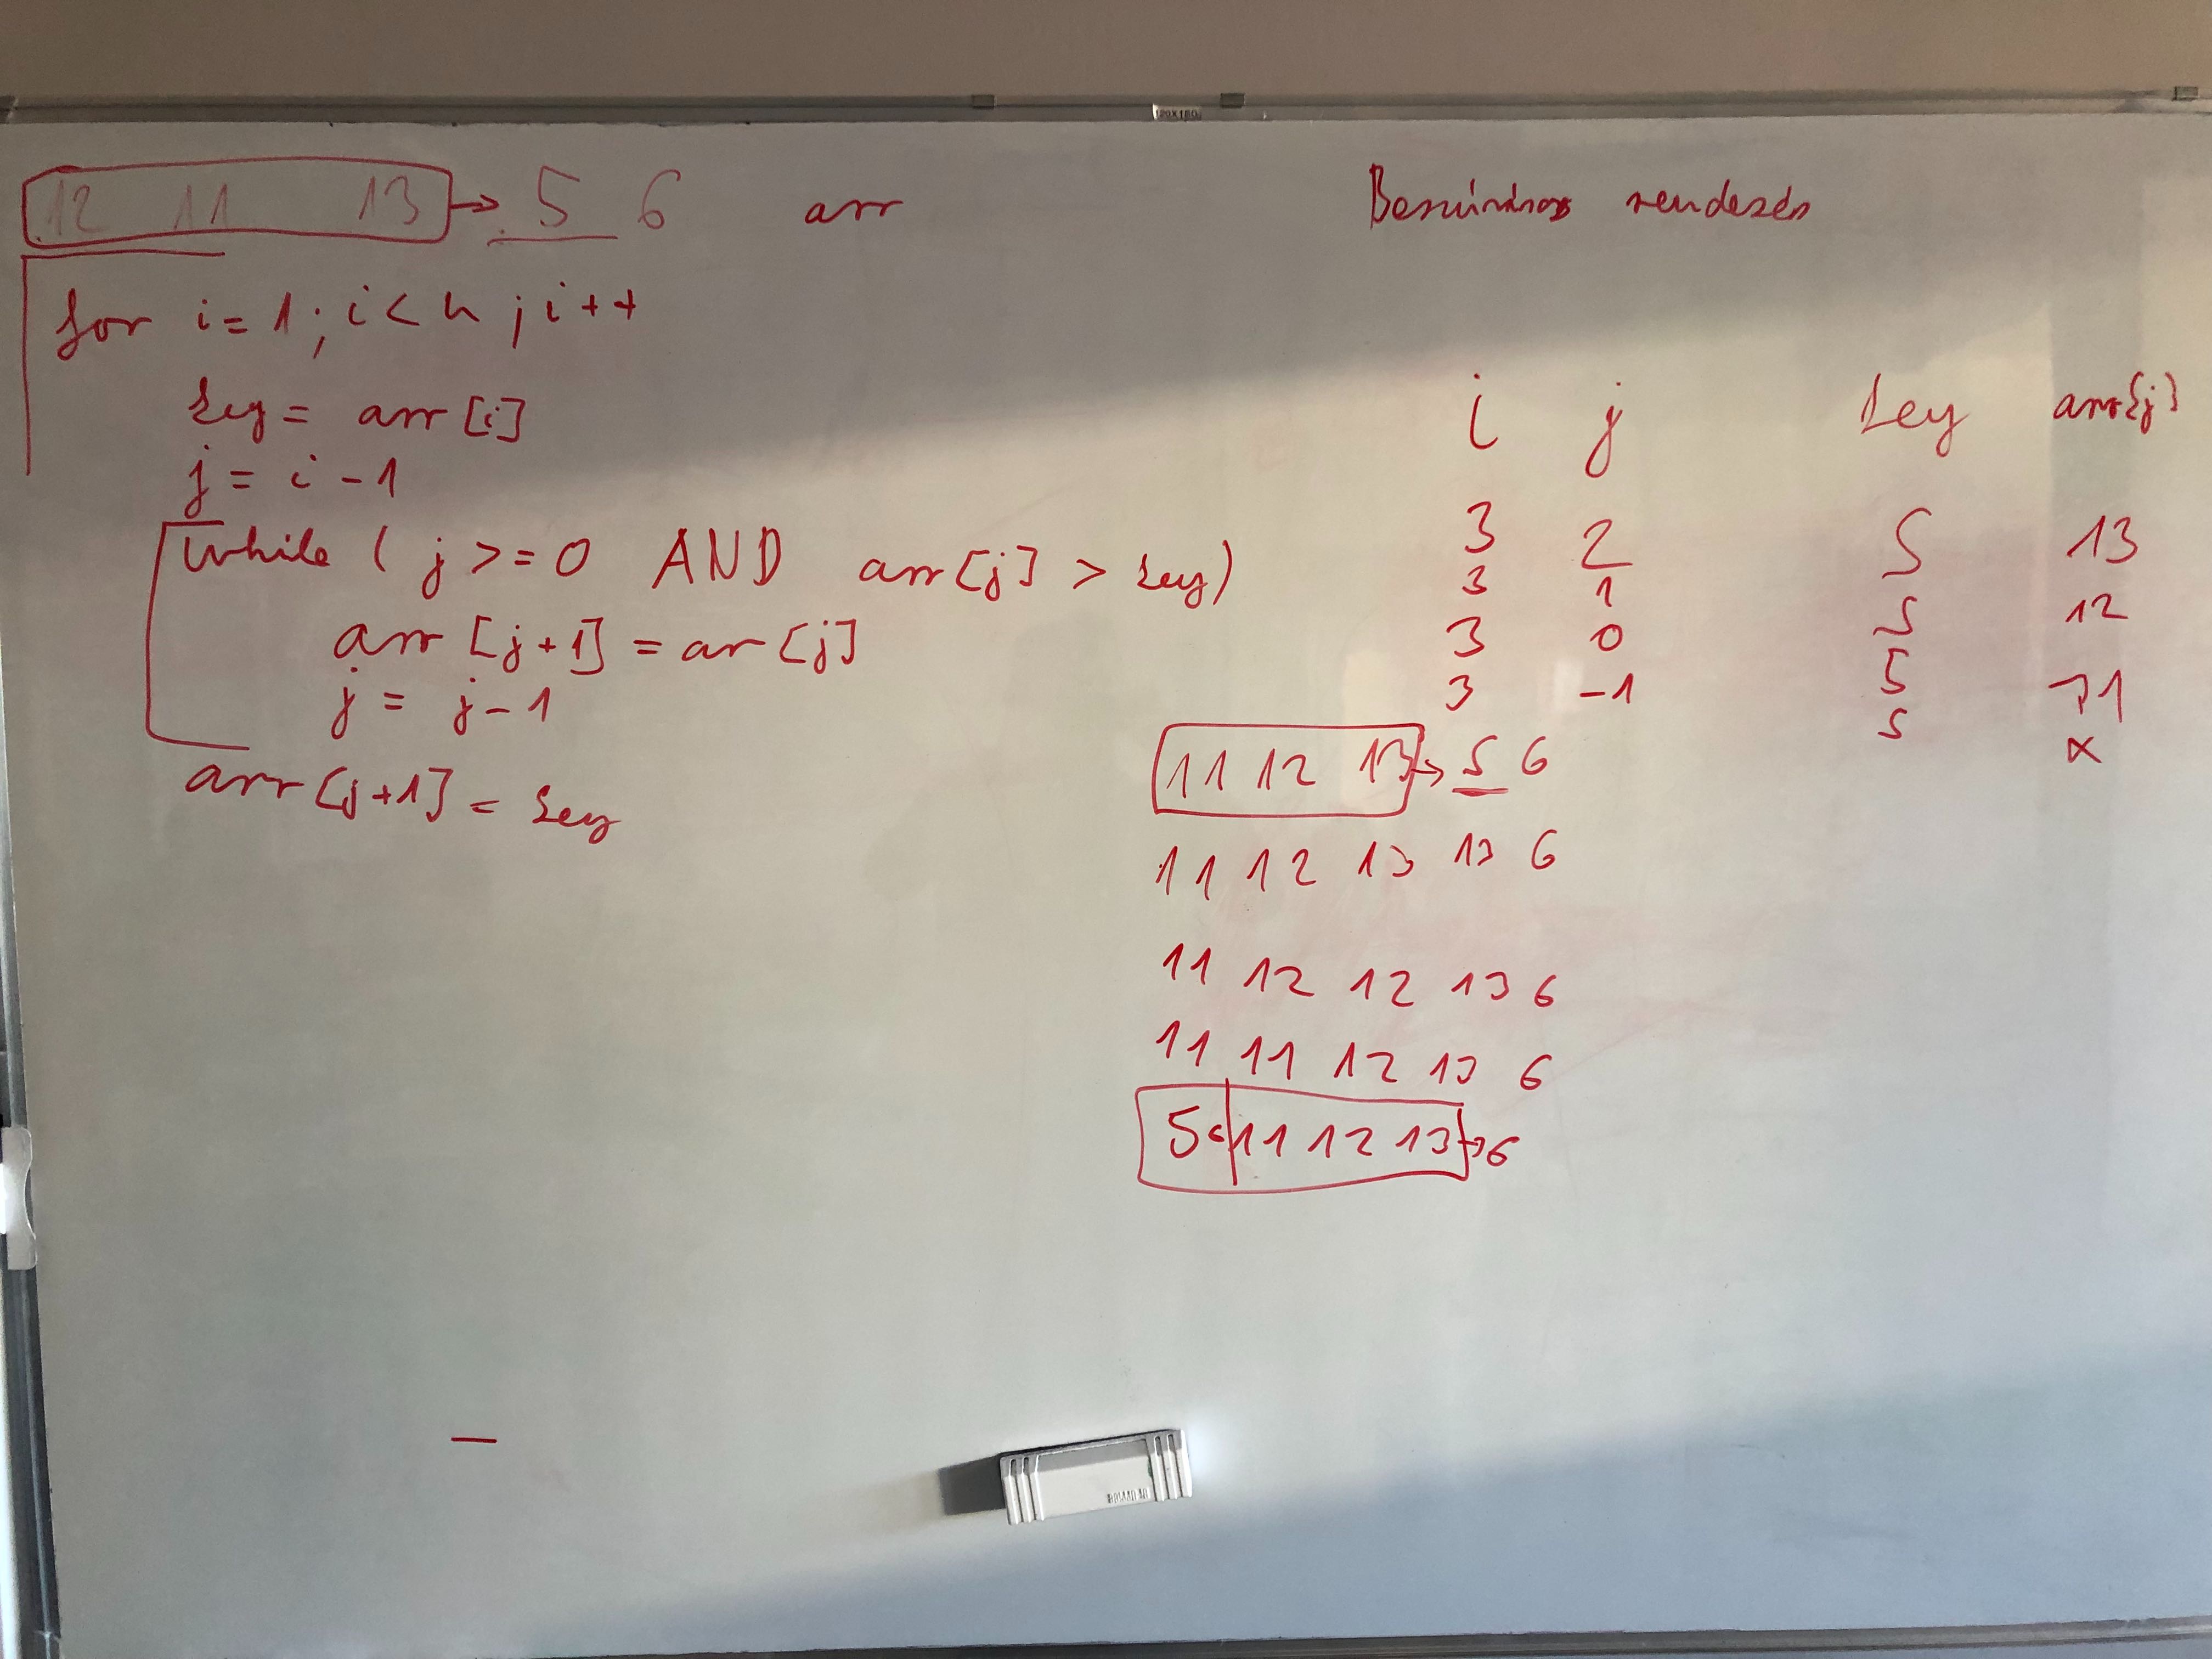 120X180
12 11 13 → 5 6 arr
Beszúrásos rendezés
for i = 1 ; i < n ; i++
key = arr [i]
j = i - 1
while ( j >= 0 AND arr [j] > key)
arr [j+1] = ar [j]
j = j - 1
arr [j+1] = key
i j key arr[j]
3 2 5 13
3 1 5 12
3 0 5 11
3 -1 5 x
11 12 13 → 5 6
11 12 13 13 6
11 12 12 13 6
11 11 12 13 6
5 ← 11 12 13 → 6